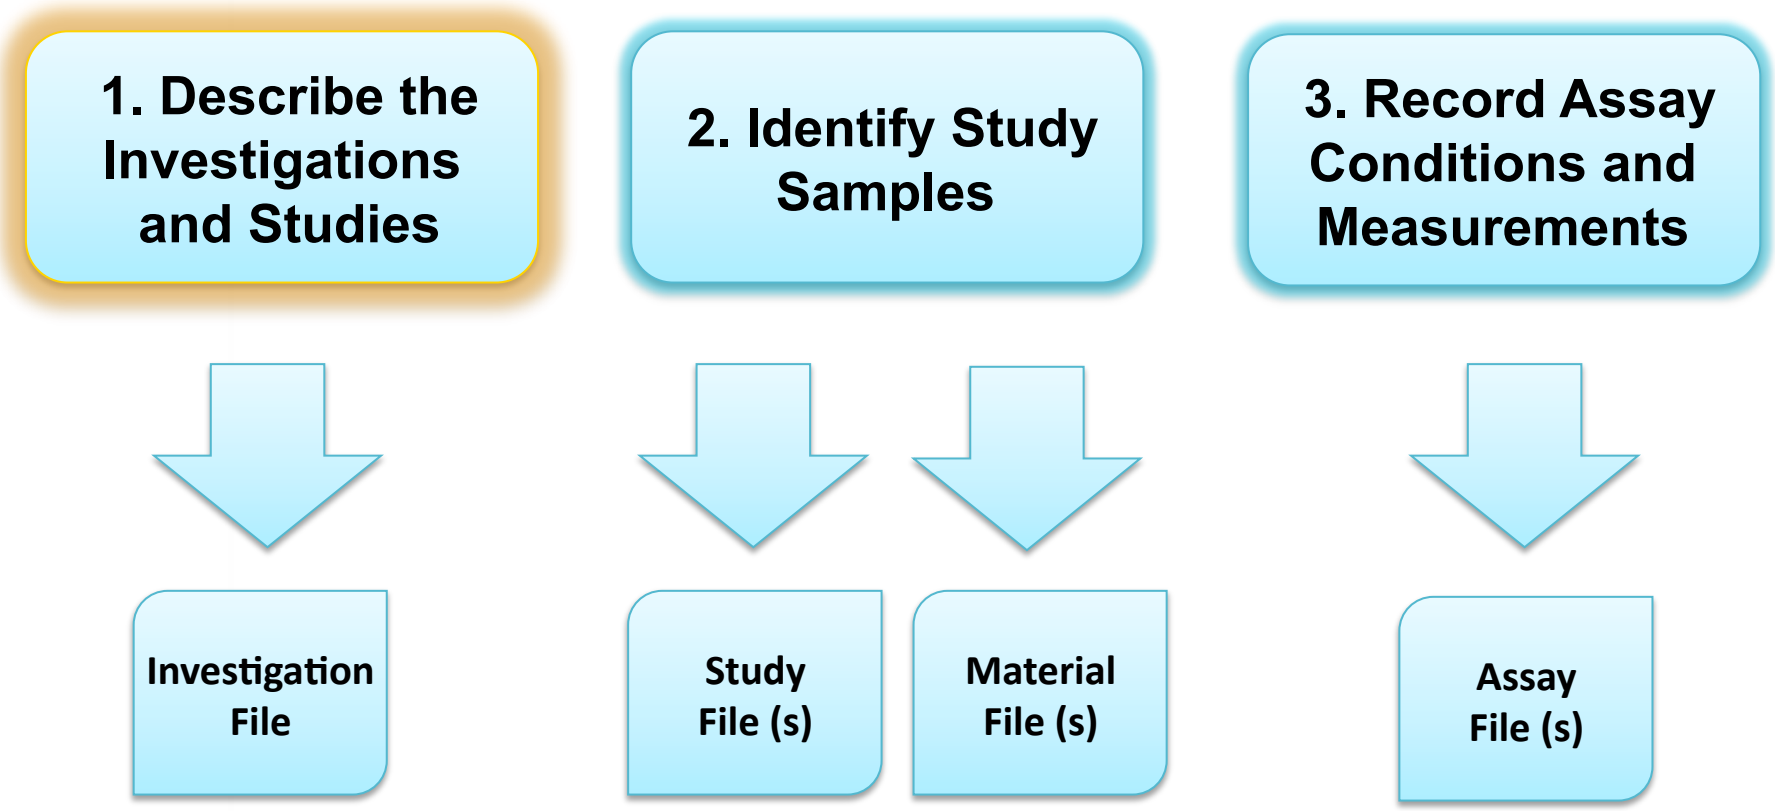 1. Describe the
Investigations
and Studies
2. Identify Study
Samples
3. Record Assay
Conditions and
Measurements
Investigation
File
Study
File (s)
Material
File (s)
Assay
File (s)